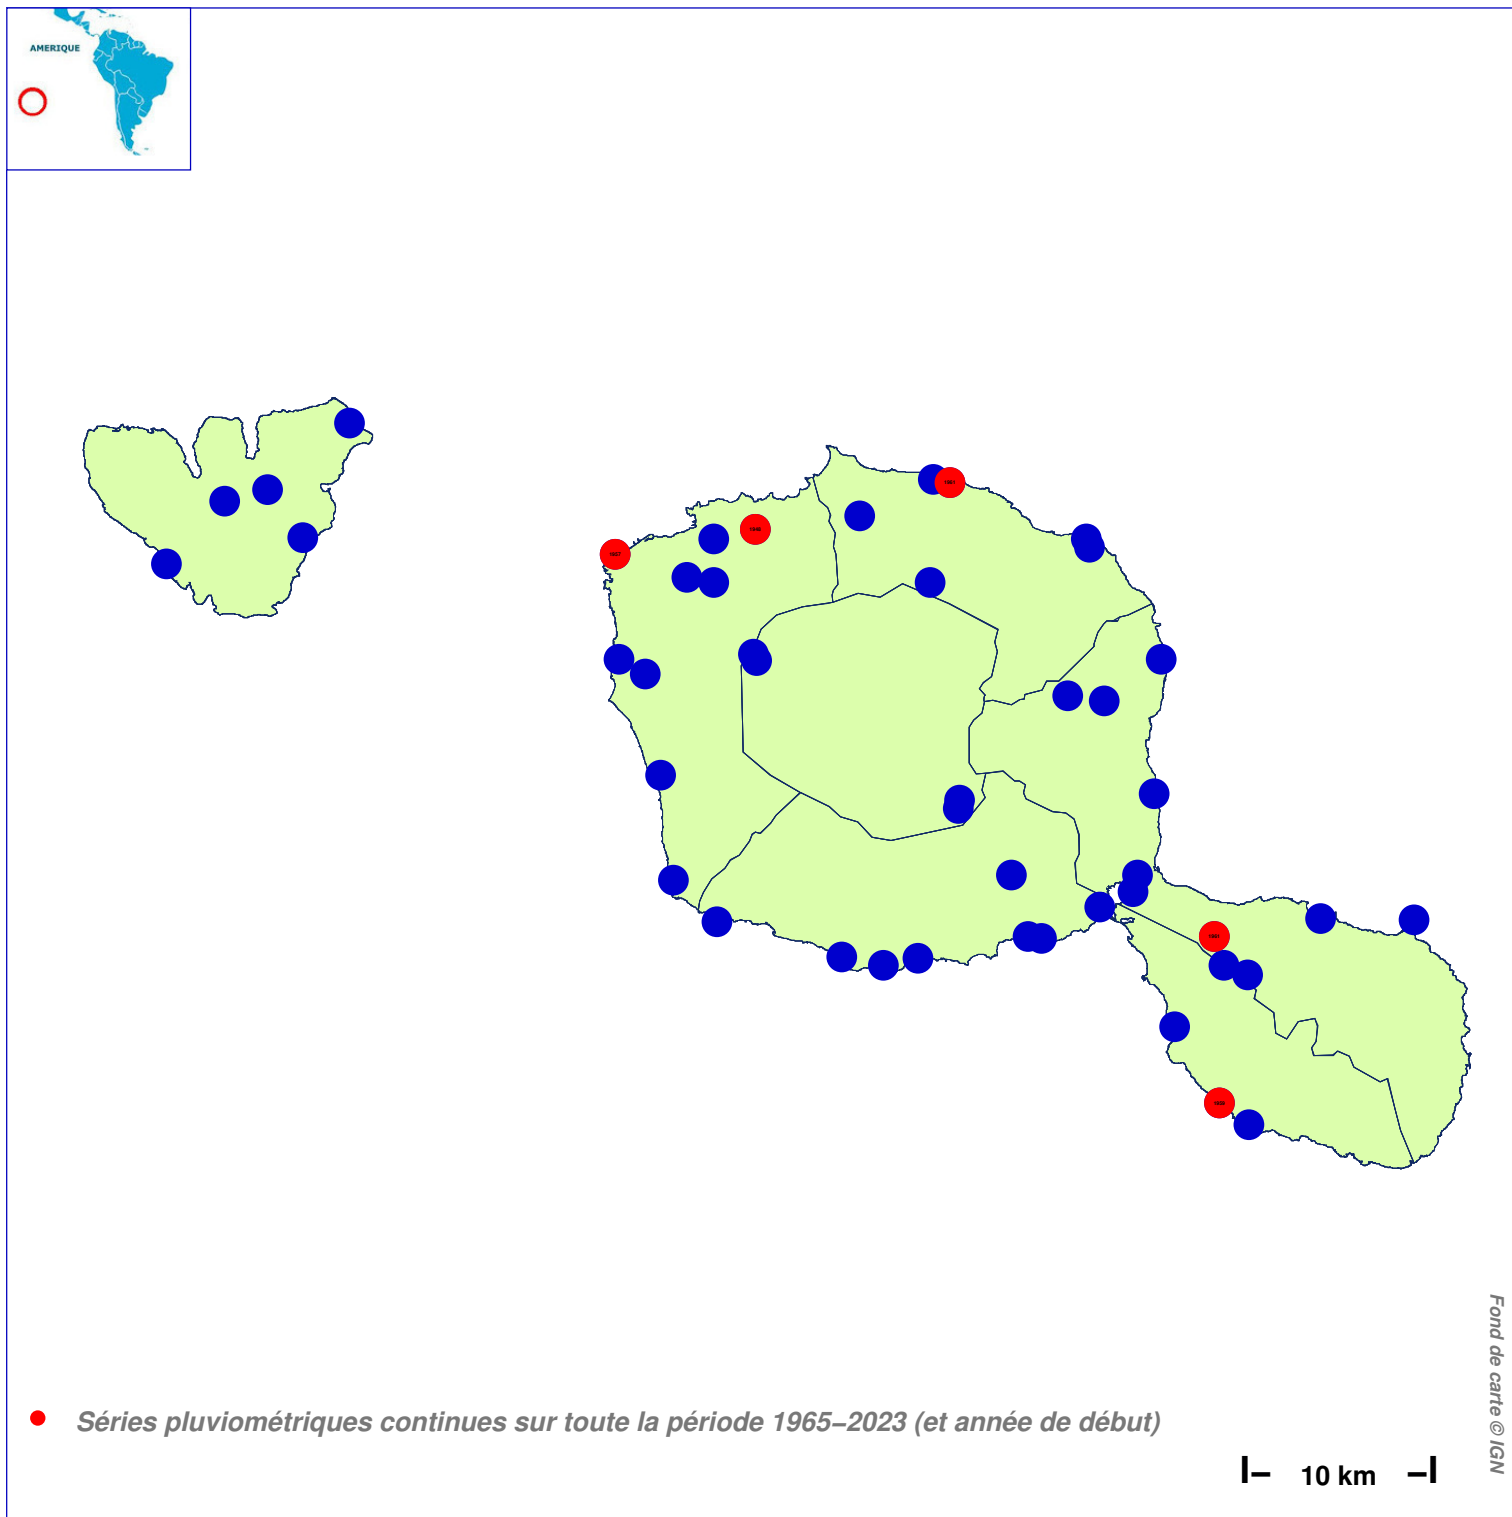 AMERIQUE
Séries pluviométriques continues sur toute la période 1965–2023 (et année de début)
10 km
Fond de carte © IGN